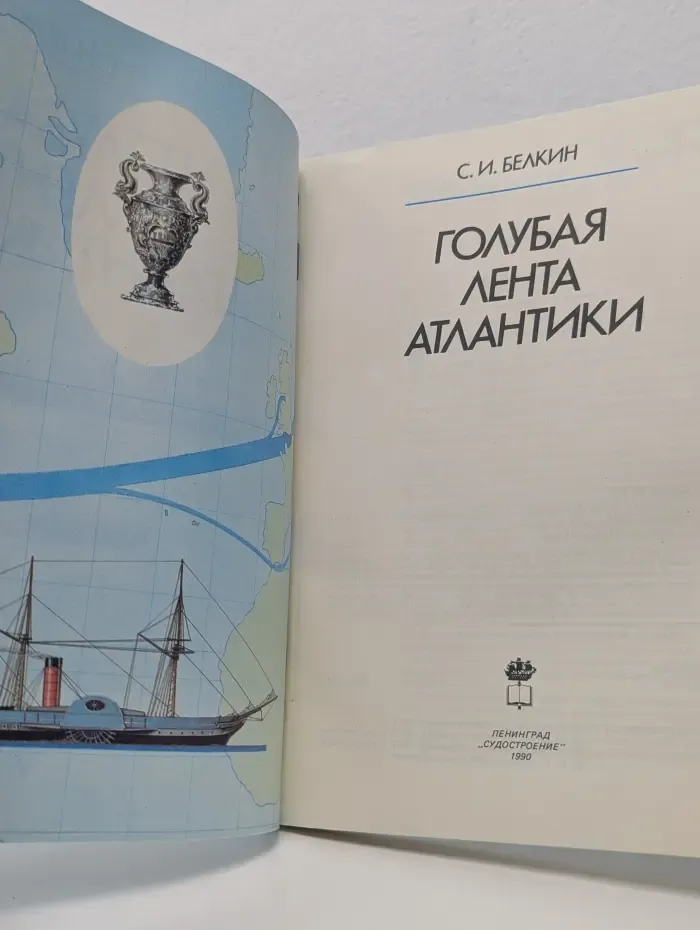 С. И. БЕЛКИН
ГОЛУБАЯ
ЛЕНТА
АТЛАНТИКИ
ЛЕНИНГРАД
„СУДОСТРОЕНИЕ"
1990